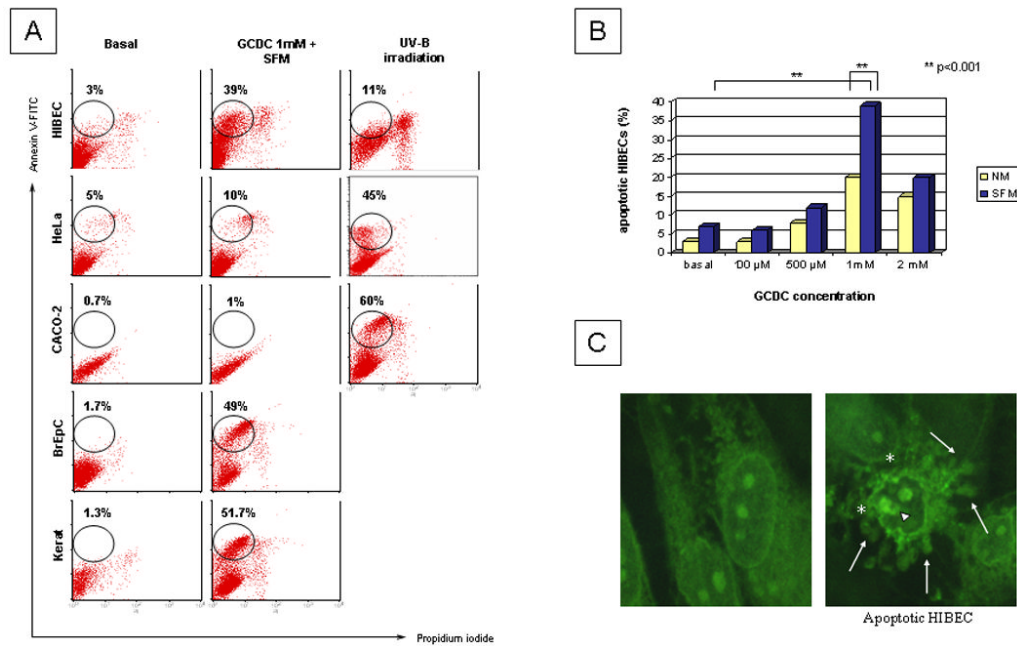 A
Basal
GCDC 1mM +
SFM
UV-B
irradiation
Annexin V-FITC
HIBEC
3%
39%
11%
HeLa
5%
10%
45%
CACO-2
0.7%
1%
60%
BrEpC
1.7%
49%
Kerat
1.3%
51.7%
Propidium iodide
B
** p<0.001
**
**
apoptotic HIBECs (%)
40
35
30
25
20
15
10
5
0
basal
100 µM
500 µM
1mM
2 mM
GCDC concentration
NM
SFM
C
*
*
Apoptotic HIBEC